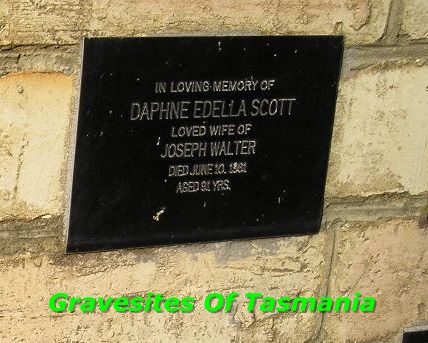 IN LOVING MEMORY OF
DAPHNE EDELLA SCOTT
LOVED WIFE OF
JOSEPH WALTER
DIED JUNE 10. 1981
AGED 91 YRS.
Gravesites Of Tasmania